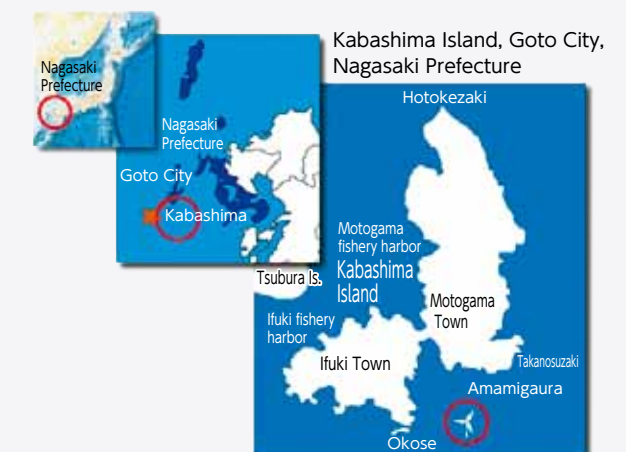 Kabashima Island, Goto City,
Nagasaki Prefecture
Nagasaki
Prefecture
Nagasaki
Prefecture
Goto City
Kabashima
Hotokezaki
Motogama
fishery harbor
Kabashima
Island
Tsubura Is.
Motogama
Town
Ifuki fishery
harbor
Ifuki Town
Takanosuzaki
Amamigaura
Okose